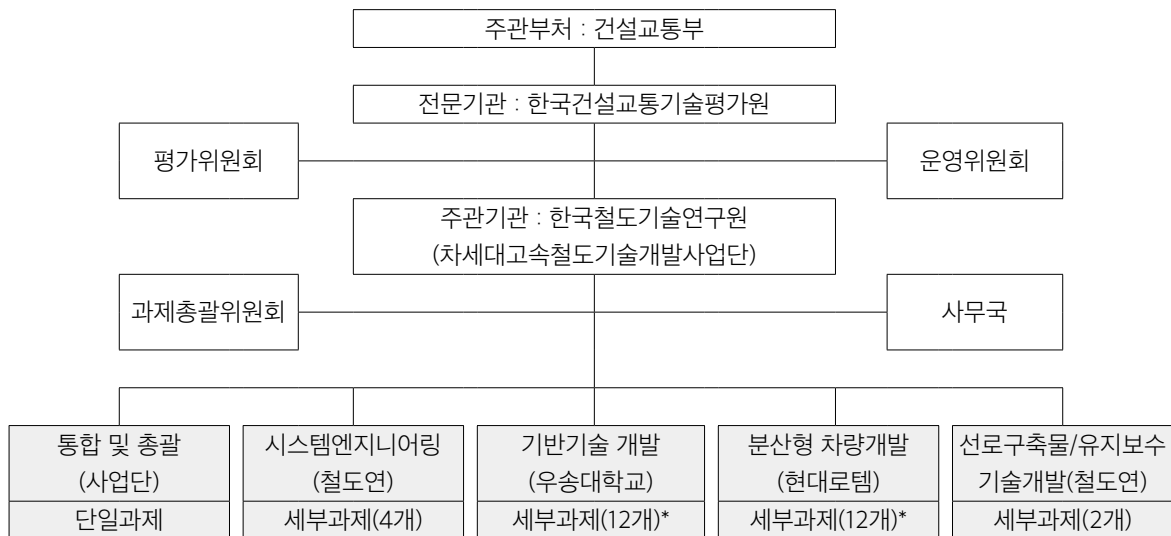 주관부처 : 건설교통부
전문기관 : 한국건설교통기술평가원
평가위원회
운영위원회
주관기관 : 한국철도기술연구원
(차세대고속철도기술개발사업단)
과제총괄위원회
사무국
통합 및 총괄
(사업단)
단일과제
시스템엔지니어링
(철도연)
세부과제(4개)
기반기술 개발
(우송대학교)
세부과제(12개)*
분산형 차량개발
(현대로템)
세부과제(12개)*
선로구축물/유지보수
기술개발(철도연)
세부과제(2개)